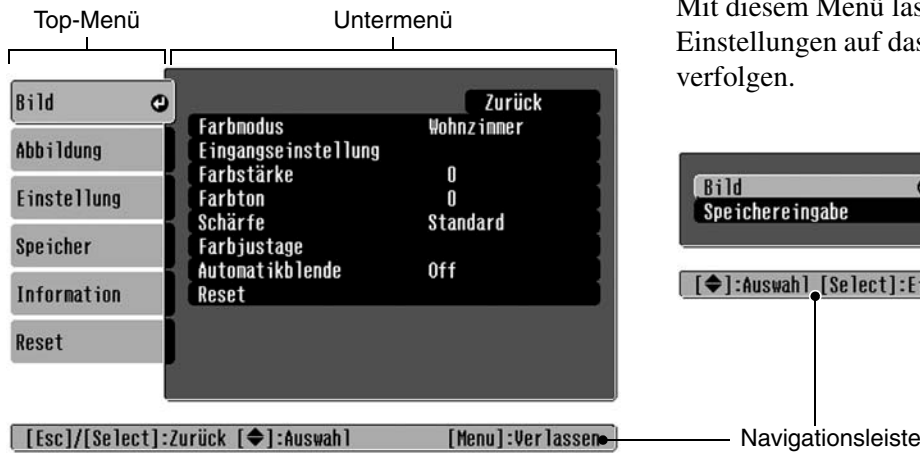 Top-Menü
Untermenü
Bild
Abbildung
Einstellung
Speicher
Information
Reset
Zurück
Farbmodus Wohnzimmer
Eingangseinstellung
Farbstärke 0
Farbton 0
Schärfe Standard
Farbjustage
Automatikblende Off
Reset
[Esc]/[Select]:Zurück [◆]:Auswahl [Menu]:Verlassen
Mit diesem Menü las
Einstellungen auf das
verfolgen.
Bild
Speichereingabe
[◆]:Auswahl [Select]:E
Navigationsleiste